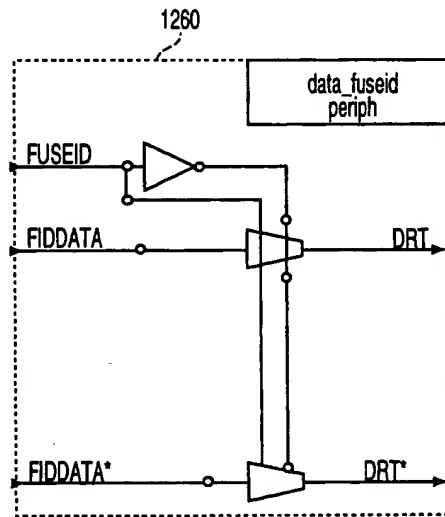 1260
data_fuseid
periph
FUSEID
FIDDATA
DRT
FIDDATA*
DRT*